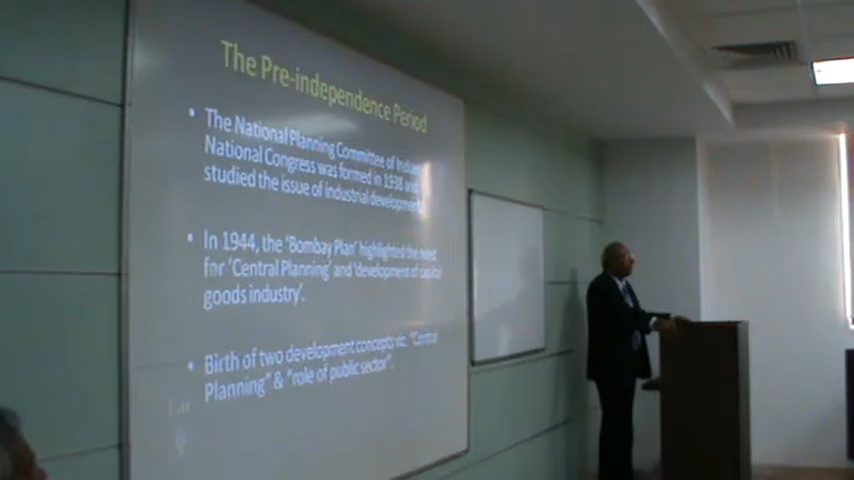 The Pre-independence Period
• The National Planning Committee of Indian
National Congress was formed in 1938 and
studied the issue of industrial development.
• In 1944, the 'Bombay Plan' highlighted the need
for 'Central Planning' and 'development of capital
goods industry'.
• Birth of two development concepts viz. "Central
Planning" & "role of public sector".